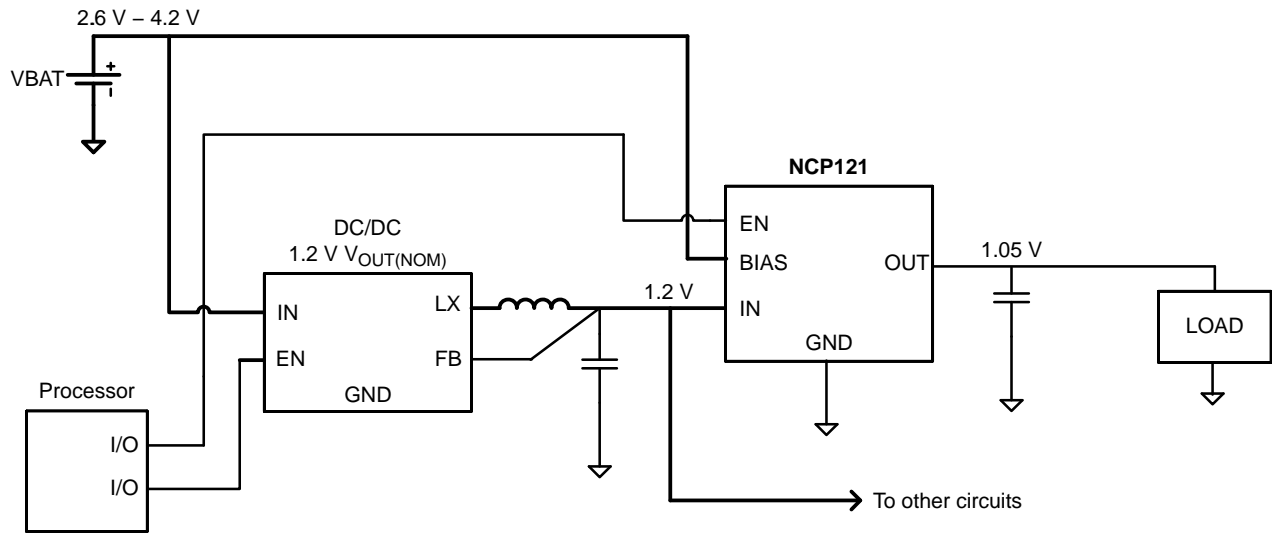 2.6 V – 4.2 V
VBAT
+
NCP121
EN
BIAS
IN
OUT
GND
1.05 V
LOAD
DC/DC
1.2 V VOUT(NOM)
IN
EN
LX
FB
GND
1.2 V
Processor
I/O
I/O
To other circuits